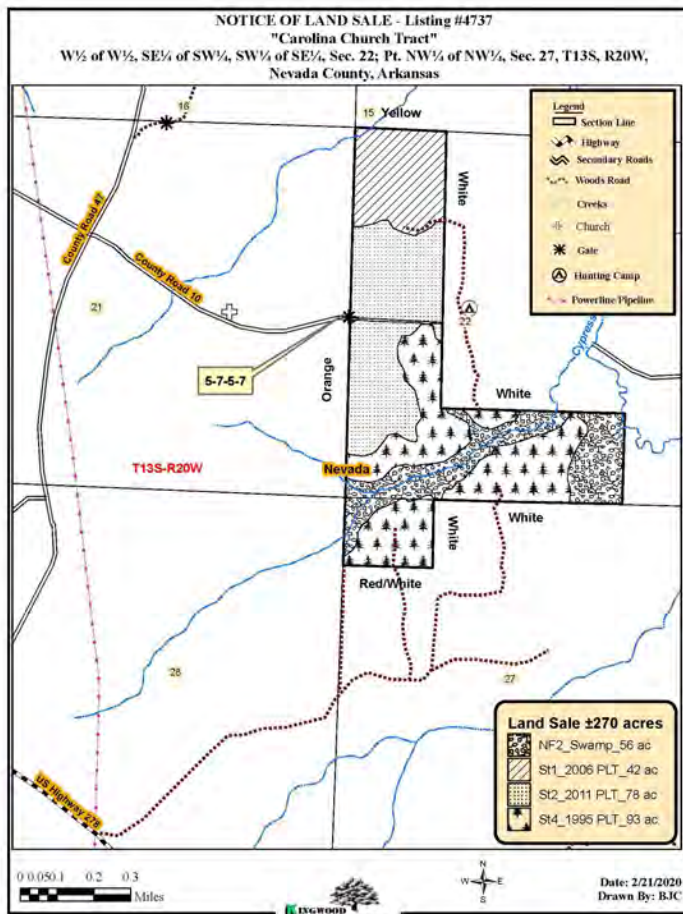 NOTICE OF LAND SALE - Listing #4737
"Carolina Church Tract"
W½ of W½, SE¼ of SW¼, SW¼ of SE¼, Sec. 22; Pt. NW¼ of NW¼, Sec. 27, T13S, R20W,
Nevada County, Arkansas
16
15
Yellow
Legend
Section Line
Highway
Secondary Roads
Woods Road
Creeks
Church
Gate
Hunting Camp
Powerline/Pipeline
White
County Road 47
County Road 10
21
22
Cypress
5-7-5-7
Orange
White
T13S-R20W
Nevada
White
White
Red/White
28
27
US Highway 278
Land Sale ±270 acres
NF2_Swamp_56 ac
St1_2006 PLT_42 ac
St2_2011 PLT_78 ac
St4_1995 PLT_93 ac
0 0.05 0.1 0.2 0.3
Miles
KINGWOOD
N
W E
S
Date: 2/21/2020
Drawn By: BJC